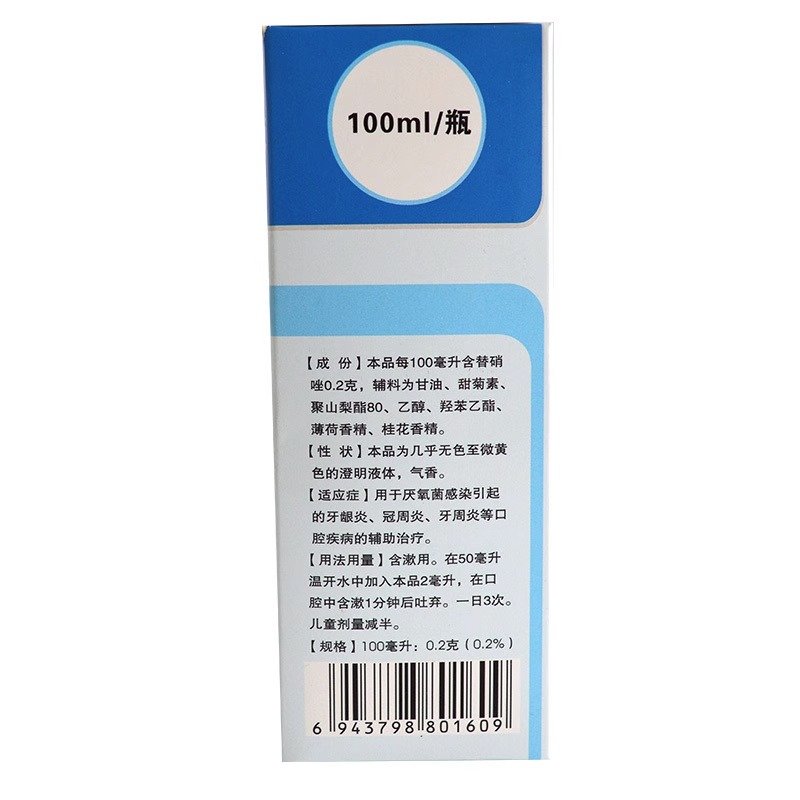 100ml/瓶
【成 份】本品每100毫升含替硝
唑0.2克，辅料为甘油、甜菊素、
聚山梨酯80、乙醇、羟苯乙酯、
薄荷香精、桂花香精。
【性 状】本品为几乎无色至微黄
色的澄明液体，气香。
【适应症】用于厌氧菌感染引起
的牙龈炎、冠周炎、牙周炎等口
腔疾病的辅助治疗。
【用法用量】含漱用。在50毫升
温开水中加入本品2毫升，在口
腔中含漱1分钟后吐弃。一日3次。
儿童剂量减半。
【规格】100毫升：0.2克（0.2%）
6 943798 801609